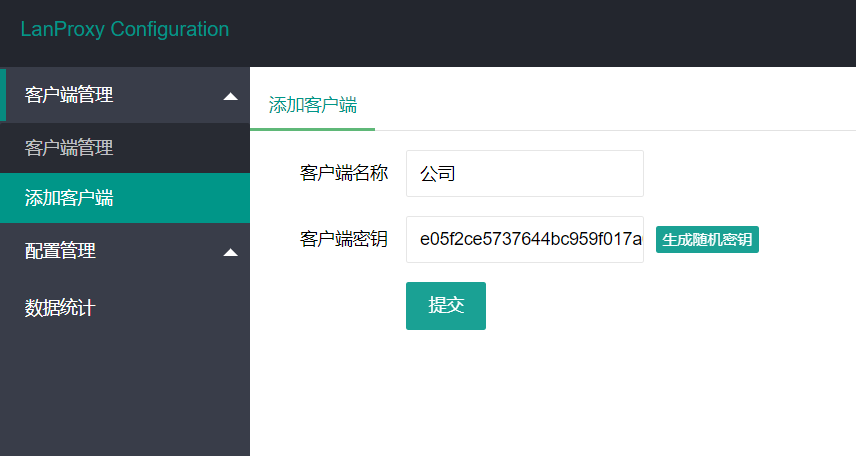 LanProxy Configuration
客户端管理
客户端管理
添加客户端
配置管理
数据统计
添加客户端
客户端名称 公司
客户端密钥 e05f2ce5737644bc959f017a 生成随机密钥
提交